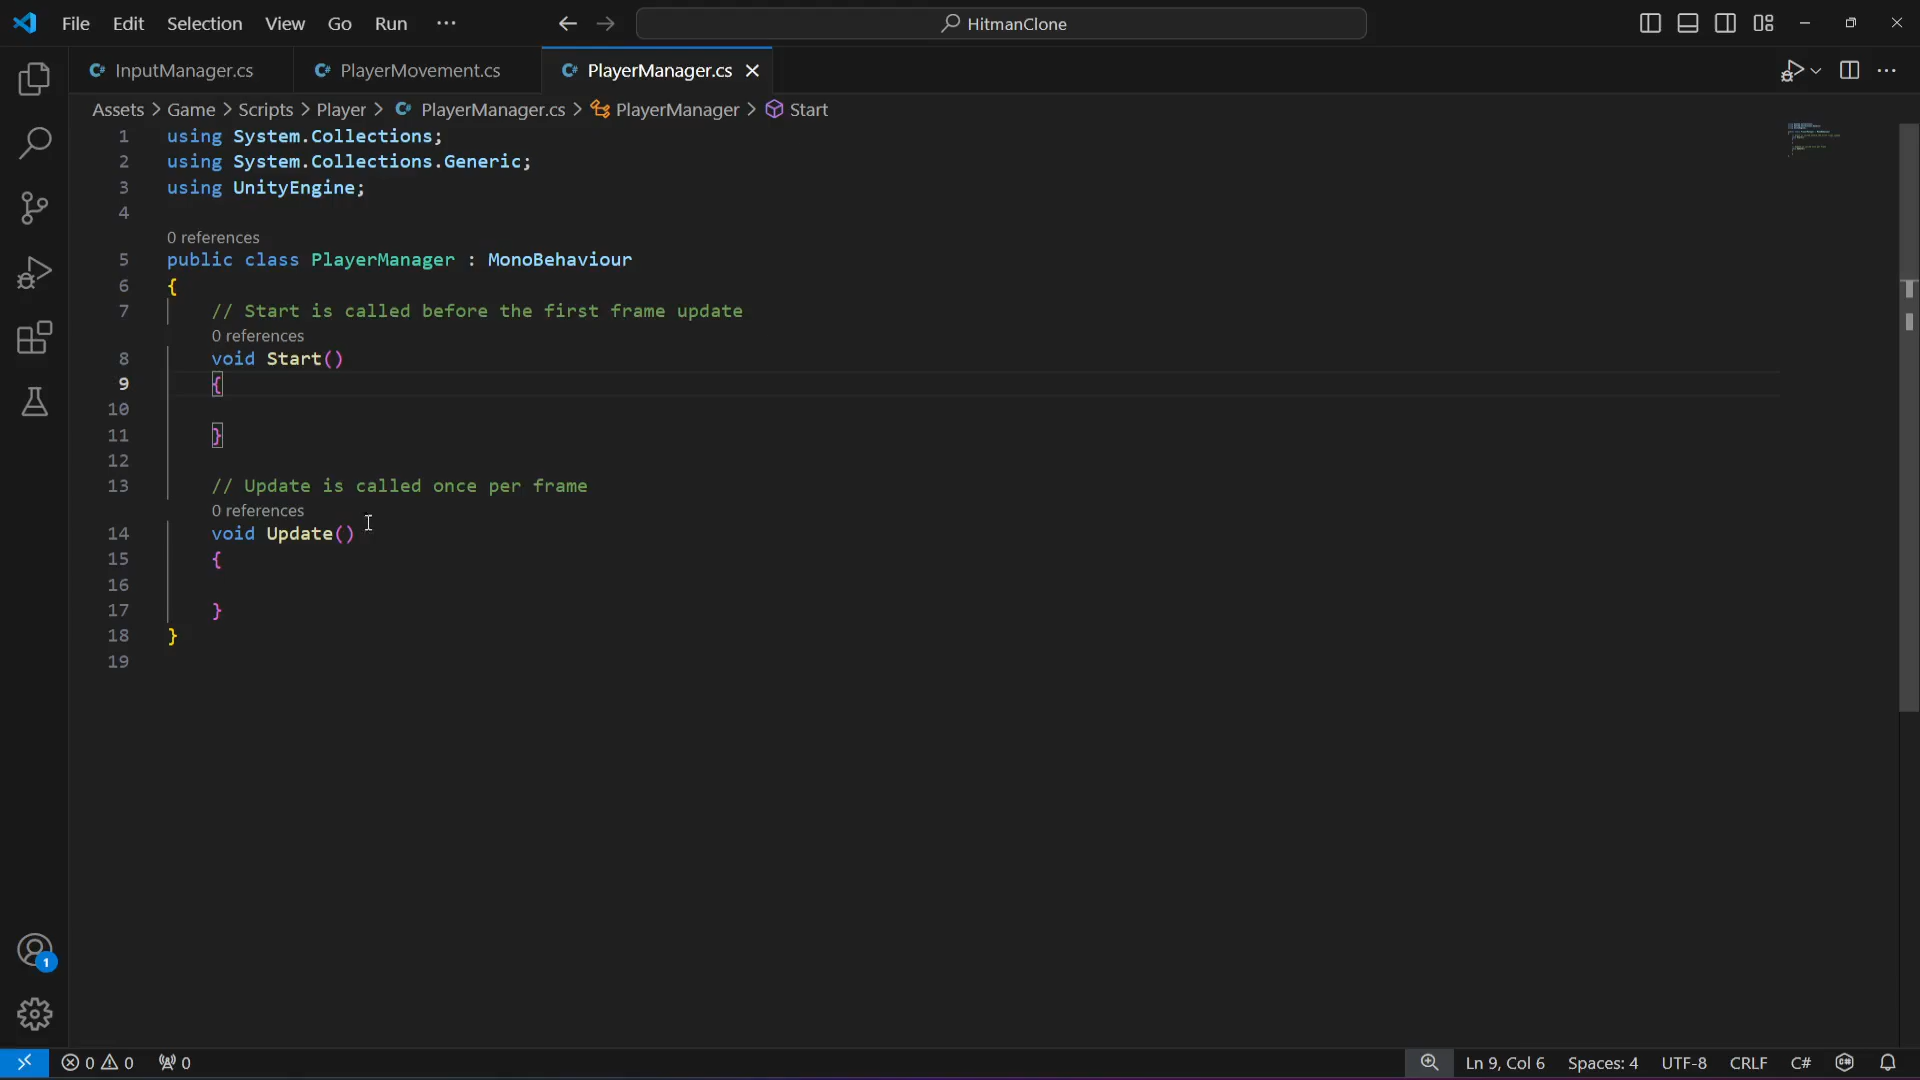 File Edit Selection View Go Run ··· HitmanClone
InputManager.cs PlayerMovement.cs PlayerManager.cs
Assets > Game > Scripts > Player > PlayerManager.cs > PlayerManager > Start
1 using System.Collections;
2 using System.Collections.Generic;
3 using UnityEngine;
4
0 references
5 public class PlayerManager : MonoBehaviour
6 {
7 // Start is called before the first frame update
0 references
8 void Start()
9 {
10
11 }
12
13 // Update is called once per frame
0 references
14 void Update()
15 {
16
17 }
18 }
19
1
0 0 0 Ln 9, Col 6 Spaces: 4 UTF-8 CRLF C#